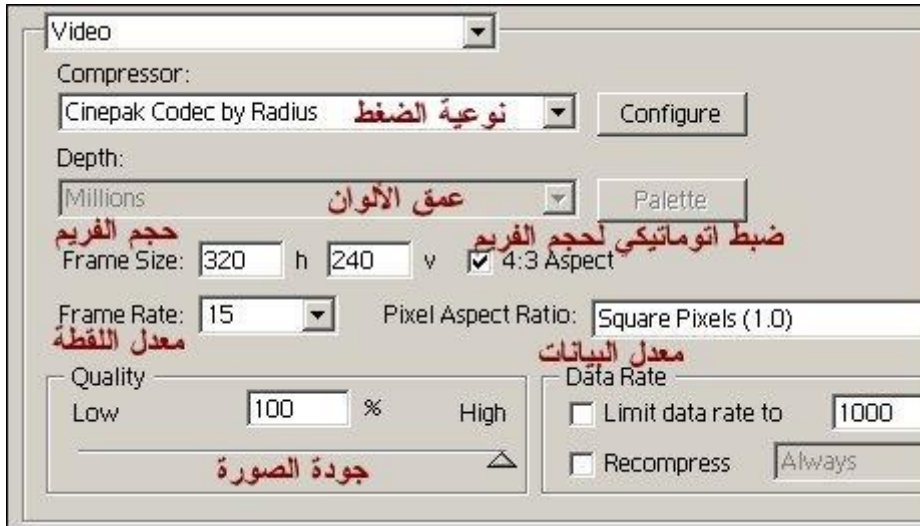 Video
Compressor:
Cinepak Codec by Radius نوعية الضغط Configure
Depth:
Millions عمق الألوان Palette
حجم الفريم ضبط اتوماتيكي لحجم الفريم
Frame Size: 320 h 240 v 4:3 Aspect
Frame Rate: 15 Pixel Aspect Ratio: Square Pixels (1.0)
معدل اللقطة معدل البيانات
Quality Data Rate
Low 100 % High Limit data rate to 1000
جودة الصورة Recompress Always